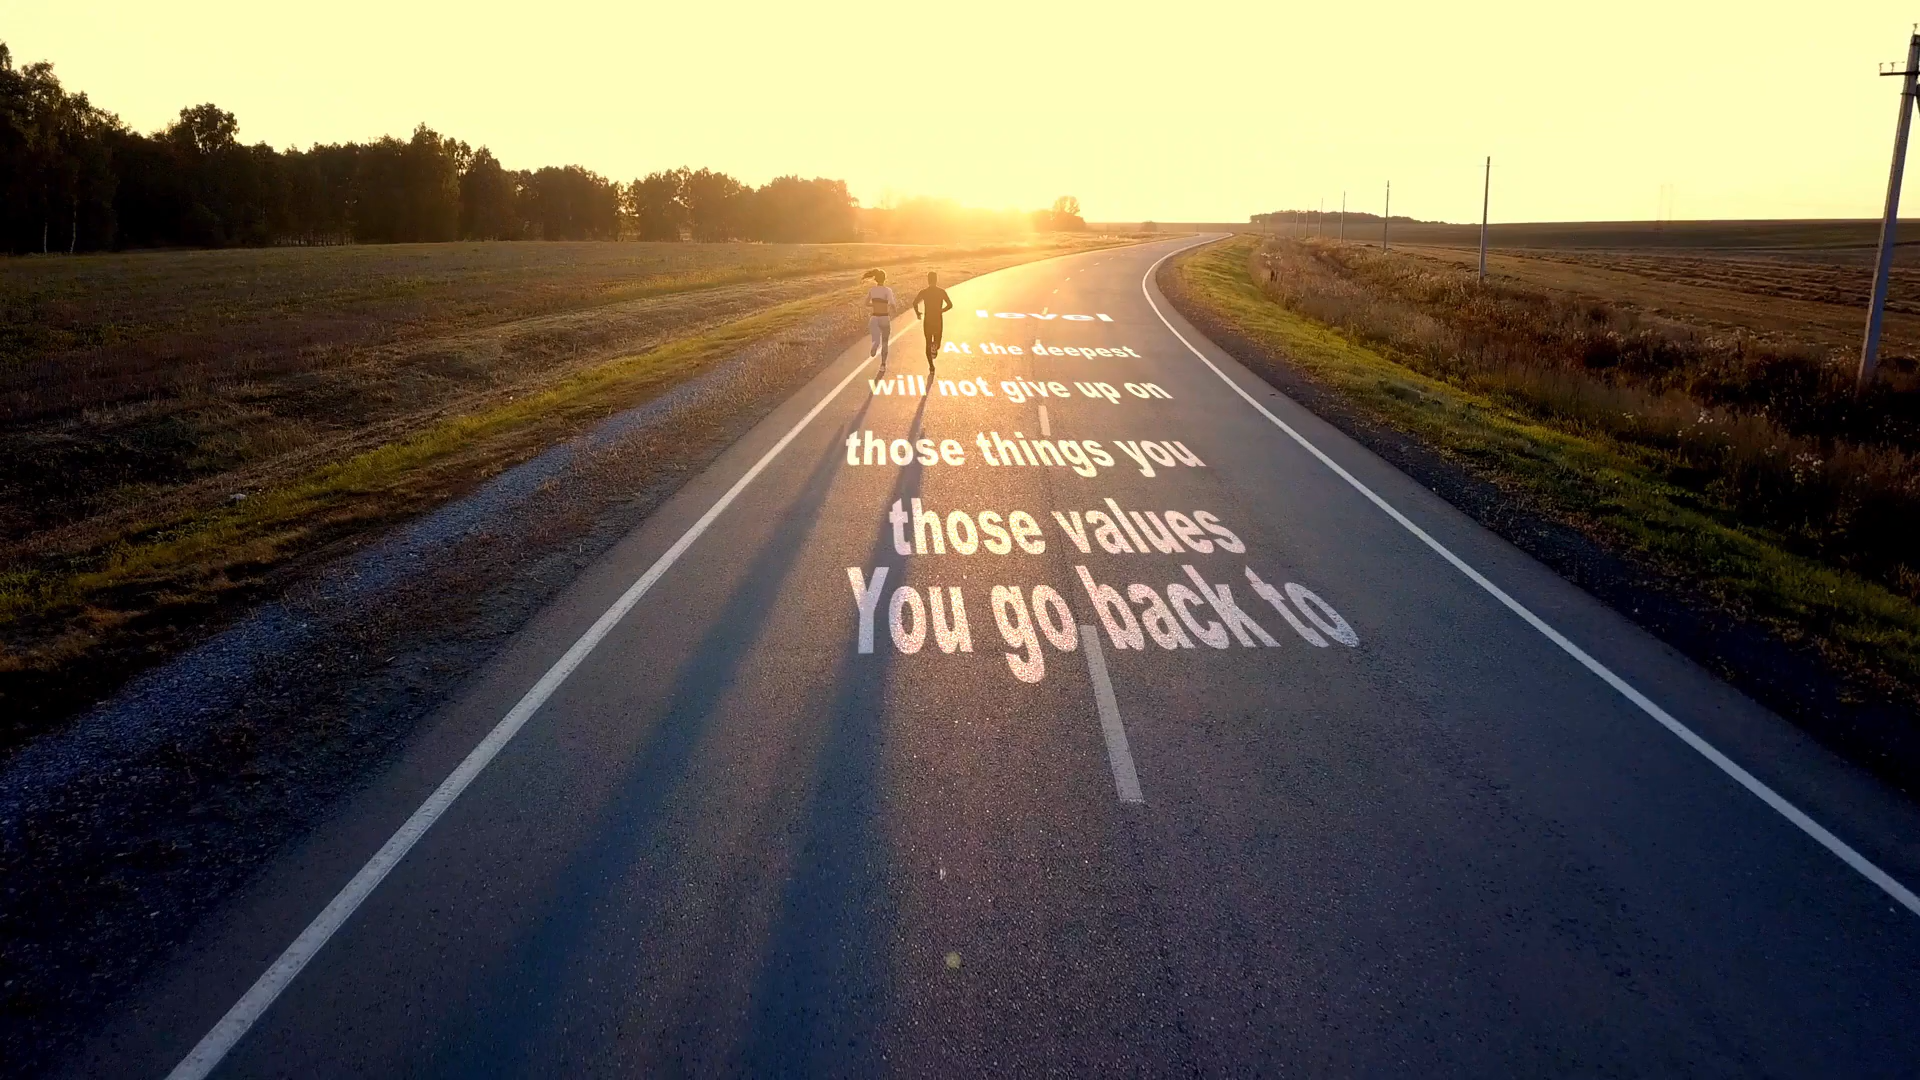 You go back to
those values
those things you
will not give up on
At the deepest
level